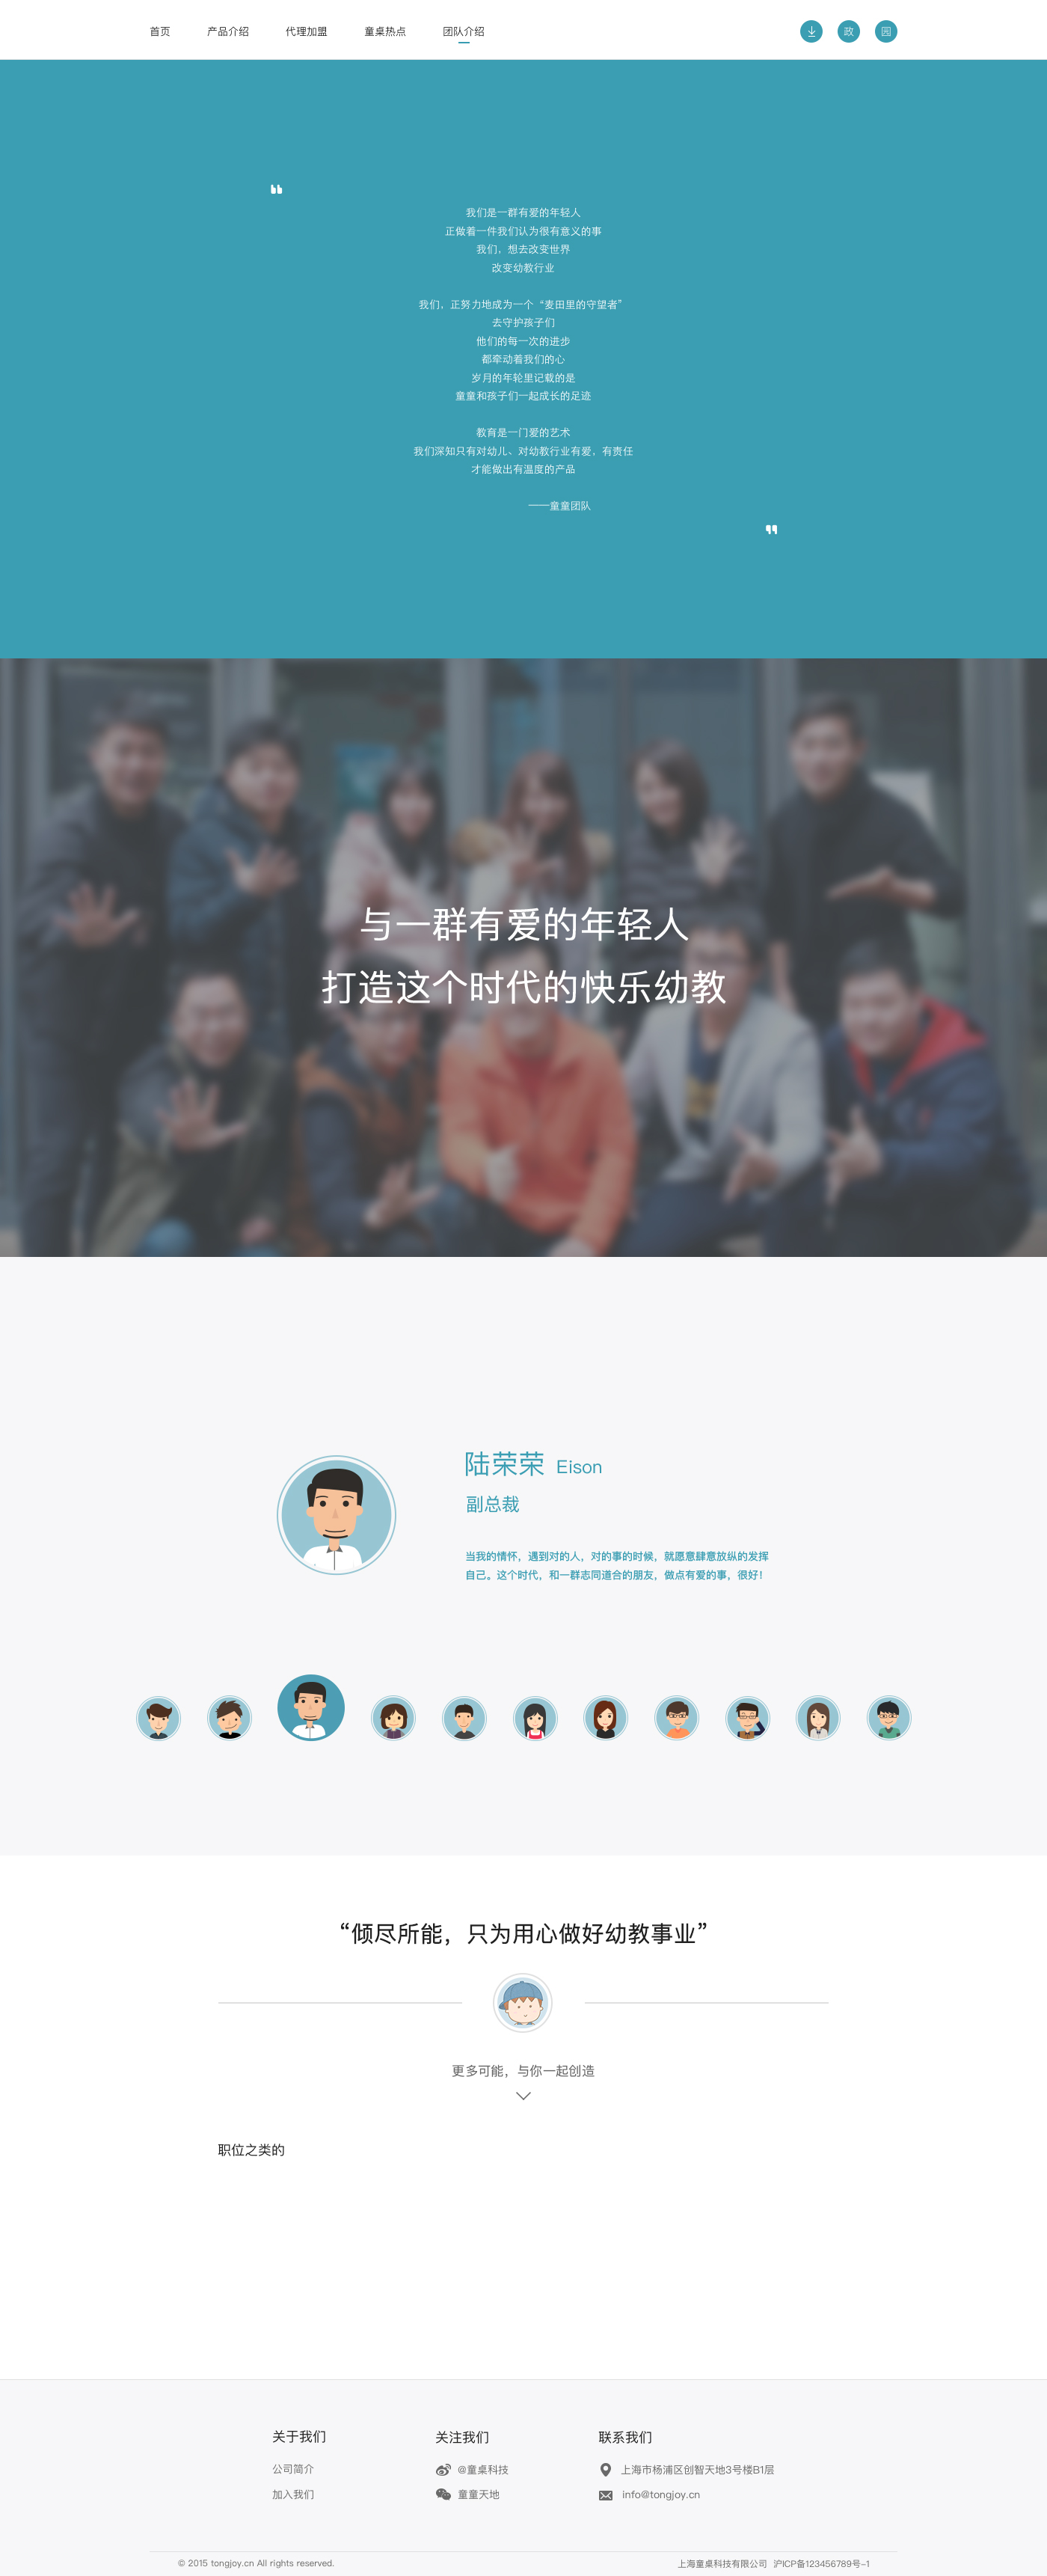 首页 产品介绍 代理加盟 童桌热点 团队介绍 政 园
我们是一群有爱的年轻人
正做着一件我们认为很有意义的事
我们，想去改变世界
改变幼教行业
我们，正努力地成为一个“麦田里的守望者”
去守护孩子们
他们的每一次的进步
都牵动着我们的心
岁月的年轮里记载的是
童童和孩子们一起成长的足迹
教育是一门爱的艺术
我们深知只有对幼儿、对幼教行业有爱，有责任
才能做出有温度的产品
——童童团队
与一群有爱的年轻人
打造这个时代的快乐幼教
陆荣荣 Eison
副总裁
当我的情怀，遇到对的人，对的事的时候，就愿意肆意放纵的发挥
自己。这个时代，和一群志同道合的朋友，做点有爱的事，很好！
“倾尽所能，只为用心做好幼教事业”
更多可能，与你一起创造
职位之类的
关于我们
公司简介
加入我们
关注我们
@童桌科技
童童天地
联系我们
上海市杨浦区创智天地3号楼B1层
info@tongjoy.cn
© 2015 tongjoy.cn All rights reserved.
上海童桌科技有限公司 沪ICP备123456789号-1